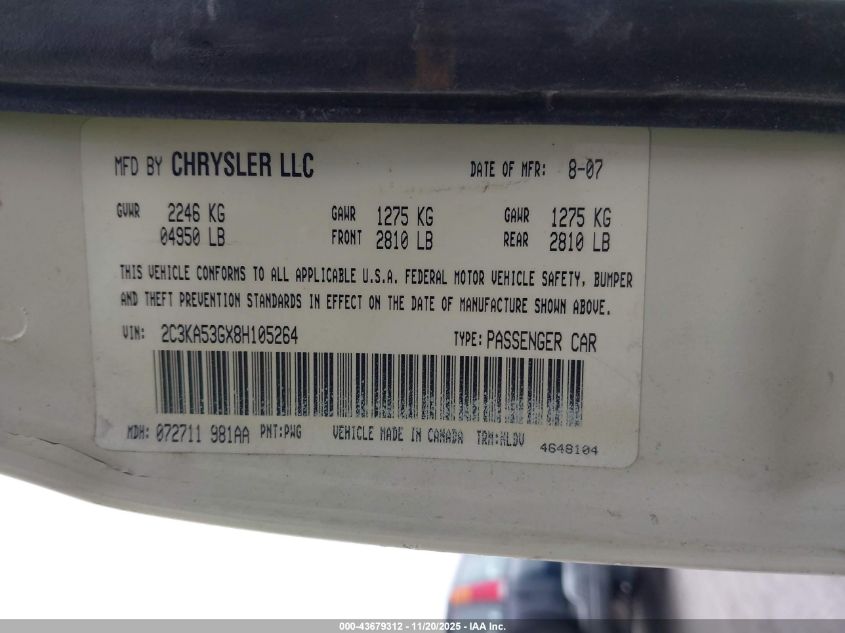 MFD BY CHRYSLER LLC DATE OF MFR: 8-07
GVWR 2246 KG GAWR 1275 KG GAWR 1275 KG
04950 LB FRONT 2810 LB REAR 2810 LB
THIS VEHICLE CONFORMS TO ALL APPLICABLE U.S.A. FEDERAL MOTOR VEHICLE SAFETY, BUMPER
AND THEFT PREVENTION STANDARDS IN EFFECT ON THE DATE OF MANUFACTURE SHOWN ABOVE.
VIN: 2C3KA53GX8H105264 TYPE: PASSENGER CAR
MDH: 072711 981AA PNT:PWG VEHICLE MADE IN CANADA TRM:HLDV 4648104
000-43679312 - 11/20/2025 - IAA Inc.